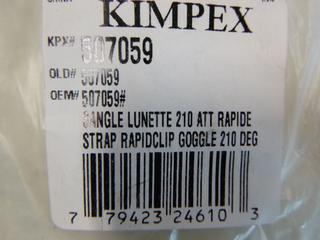 KIMPEX
KPX# 507059
OLD# 507059
OEM# 507059#
SANGLE LUNETTE 210 ATT RAPIDE
STRAP RAPIDCLIP GOGGLE 210 DEG
7 79423 24610 3